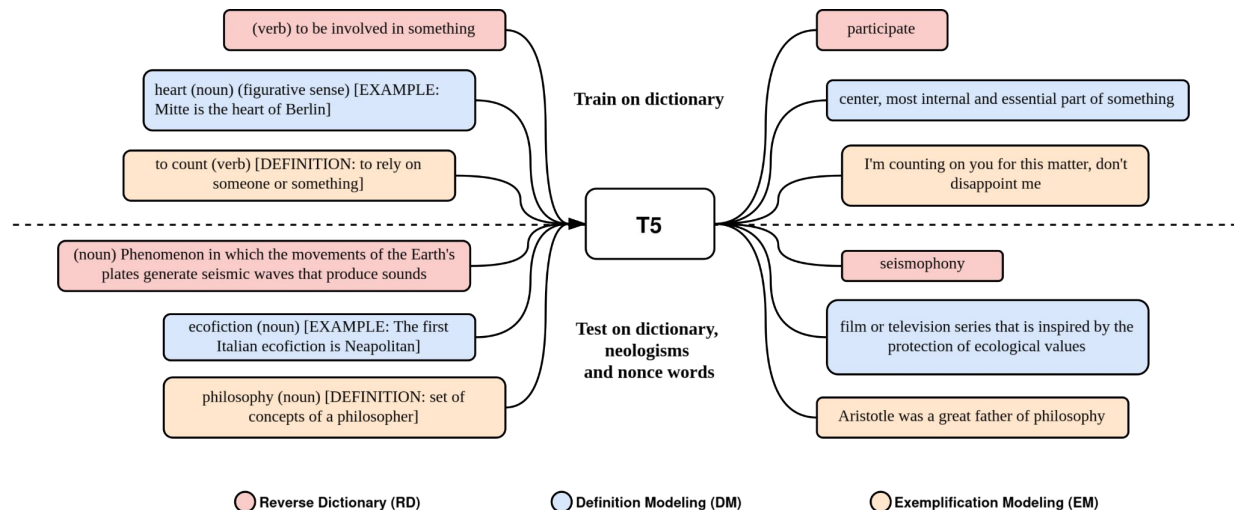 (verb) to be involved in something
participate
heart (noun) (figurative sense) [EXAMPLE:
Mitte is the heart of Berlin]
Train on dictionary
center, most internal and essential part of something
to count (verb) [DEFINITION: to rely on
someone or something]
I'm counting on you for this matter, don't
disappoint me
T5
(noun) Phenomenon in which the movements of the Earth's
plates generate seismic waves that produce sounds
seismophony
ecofiction (noun) [EXAMPLE: The first
Italian ecofiction is Neapolitan]
Test on dictionary,
neologisms
and nonce words
film or television series that is inspired by the
protection of ecological values
philosophy (noun) [DEFINITION: set of
concepts of a philosopher]
Aristotle was a great father of philosophy
Reverse Dictionary (RD)
Definition Modeling (DM)
Exemplification Modeling (EM)